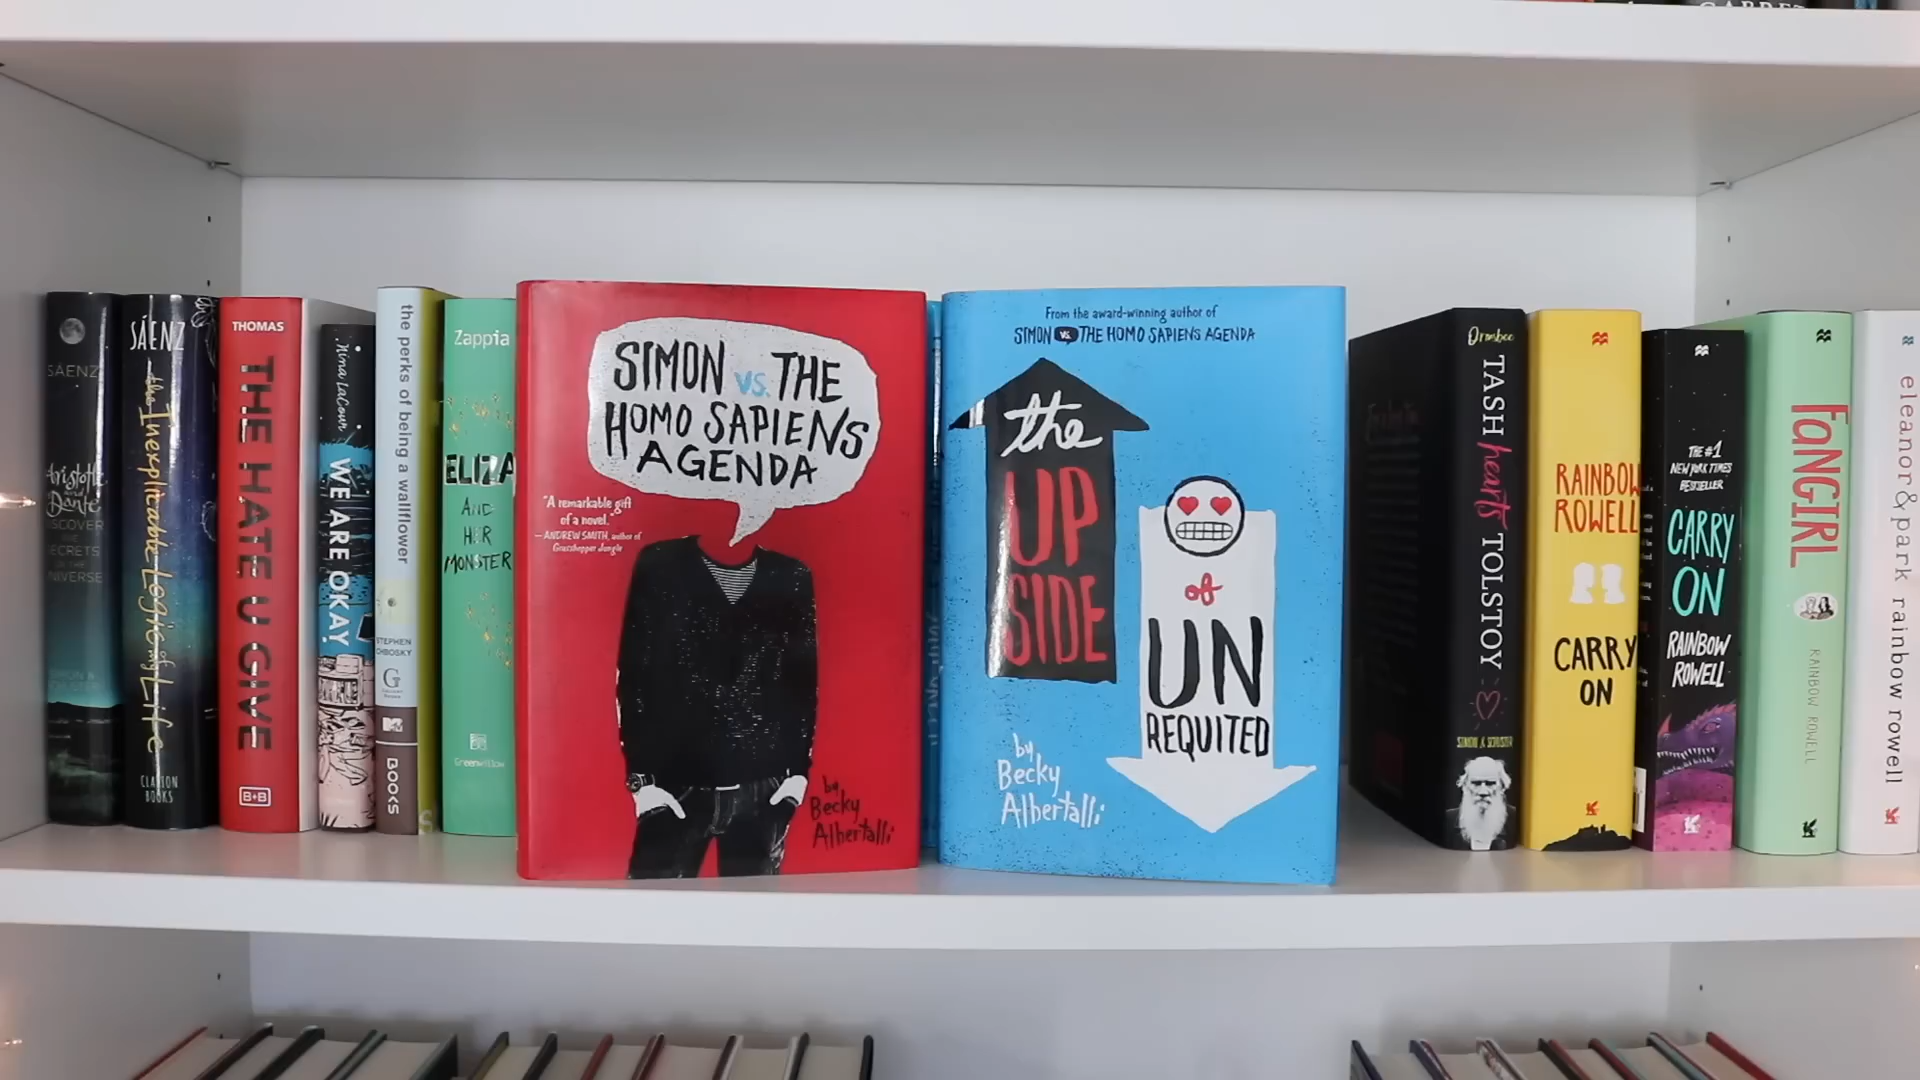 SÁENZ
Aristotle
and
Dante
DISCOVER
THE
SECRETS
OF THE
UNIVERSE
SÁENZ
the Inexplicable Logic of my Life
CLARION
BOOKS
THOMAS
THE HATE U GIVE
B+B
Nina LaCour
WE ARE OKAY
the perks of being a wallflower
STEPHEN
CHBOSKY
G
MTV
BOOKS
Zappia
ELIZA
AND
HER
MONSTER
Greenwillow
SIMON VS. THE
HOMO SAPIENS
AGENDA
"A remarkable gift
of a novel."
— ANDREW SMITH, author of
Grasshopper Jungle
by
Becky
Albertalli
From the award-winning author of
SIMON VS. THE HOMO SAPIENS AGENDA
the
UP
SIDE
of
UN
REQUITED
by
Becky
Albertalli
Ormsbee
TASH hearts TOLSTOY
SIMON & SCHUSTER
RAINBOW
ROWELL
CARRY
ON
THE #1
NEW YORK TIMES
BESTSELLER
CARRY
ON
RAINBOW
ROWELL
FANGIRL
RAINBOW ROWELL
eleanor & park rainbow rowell